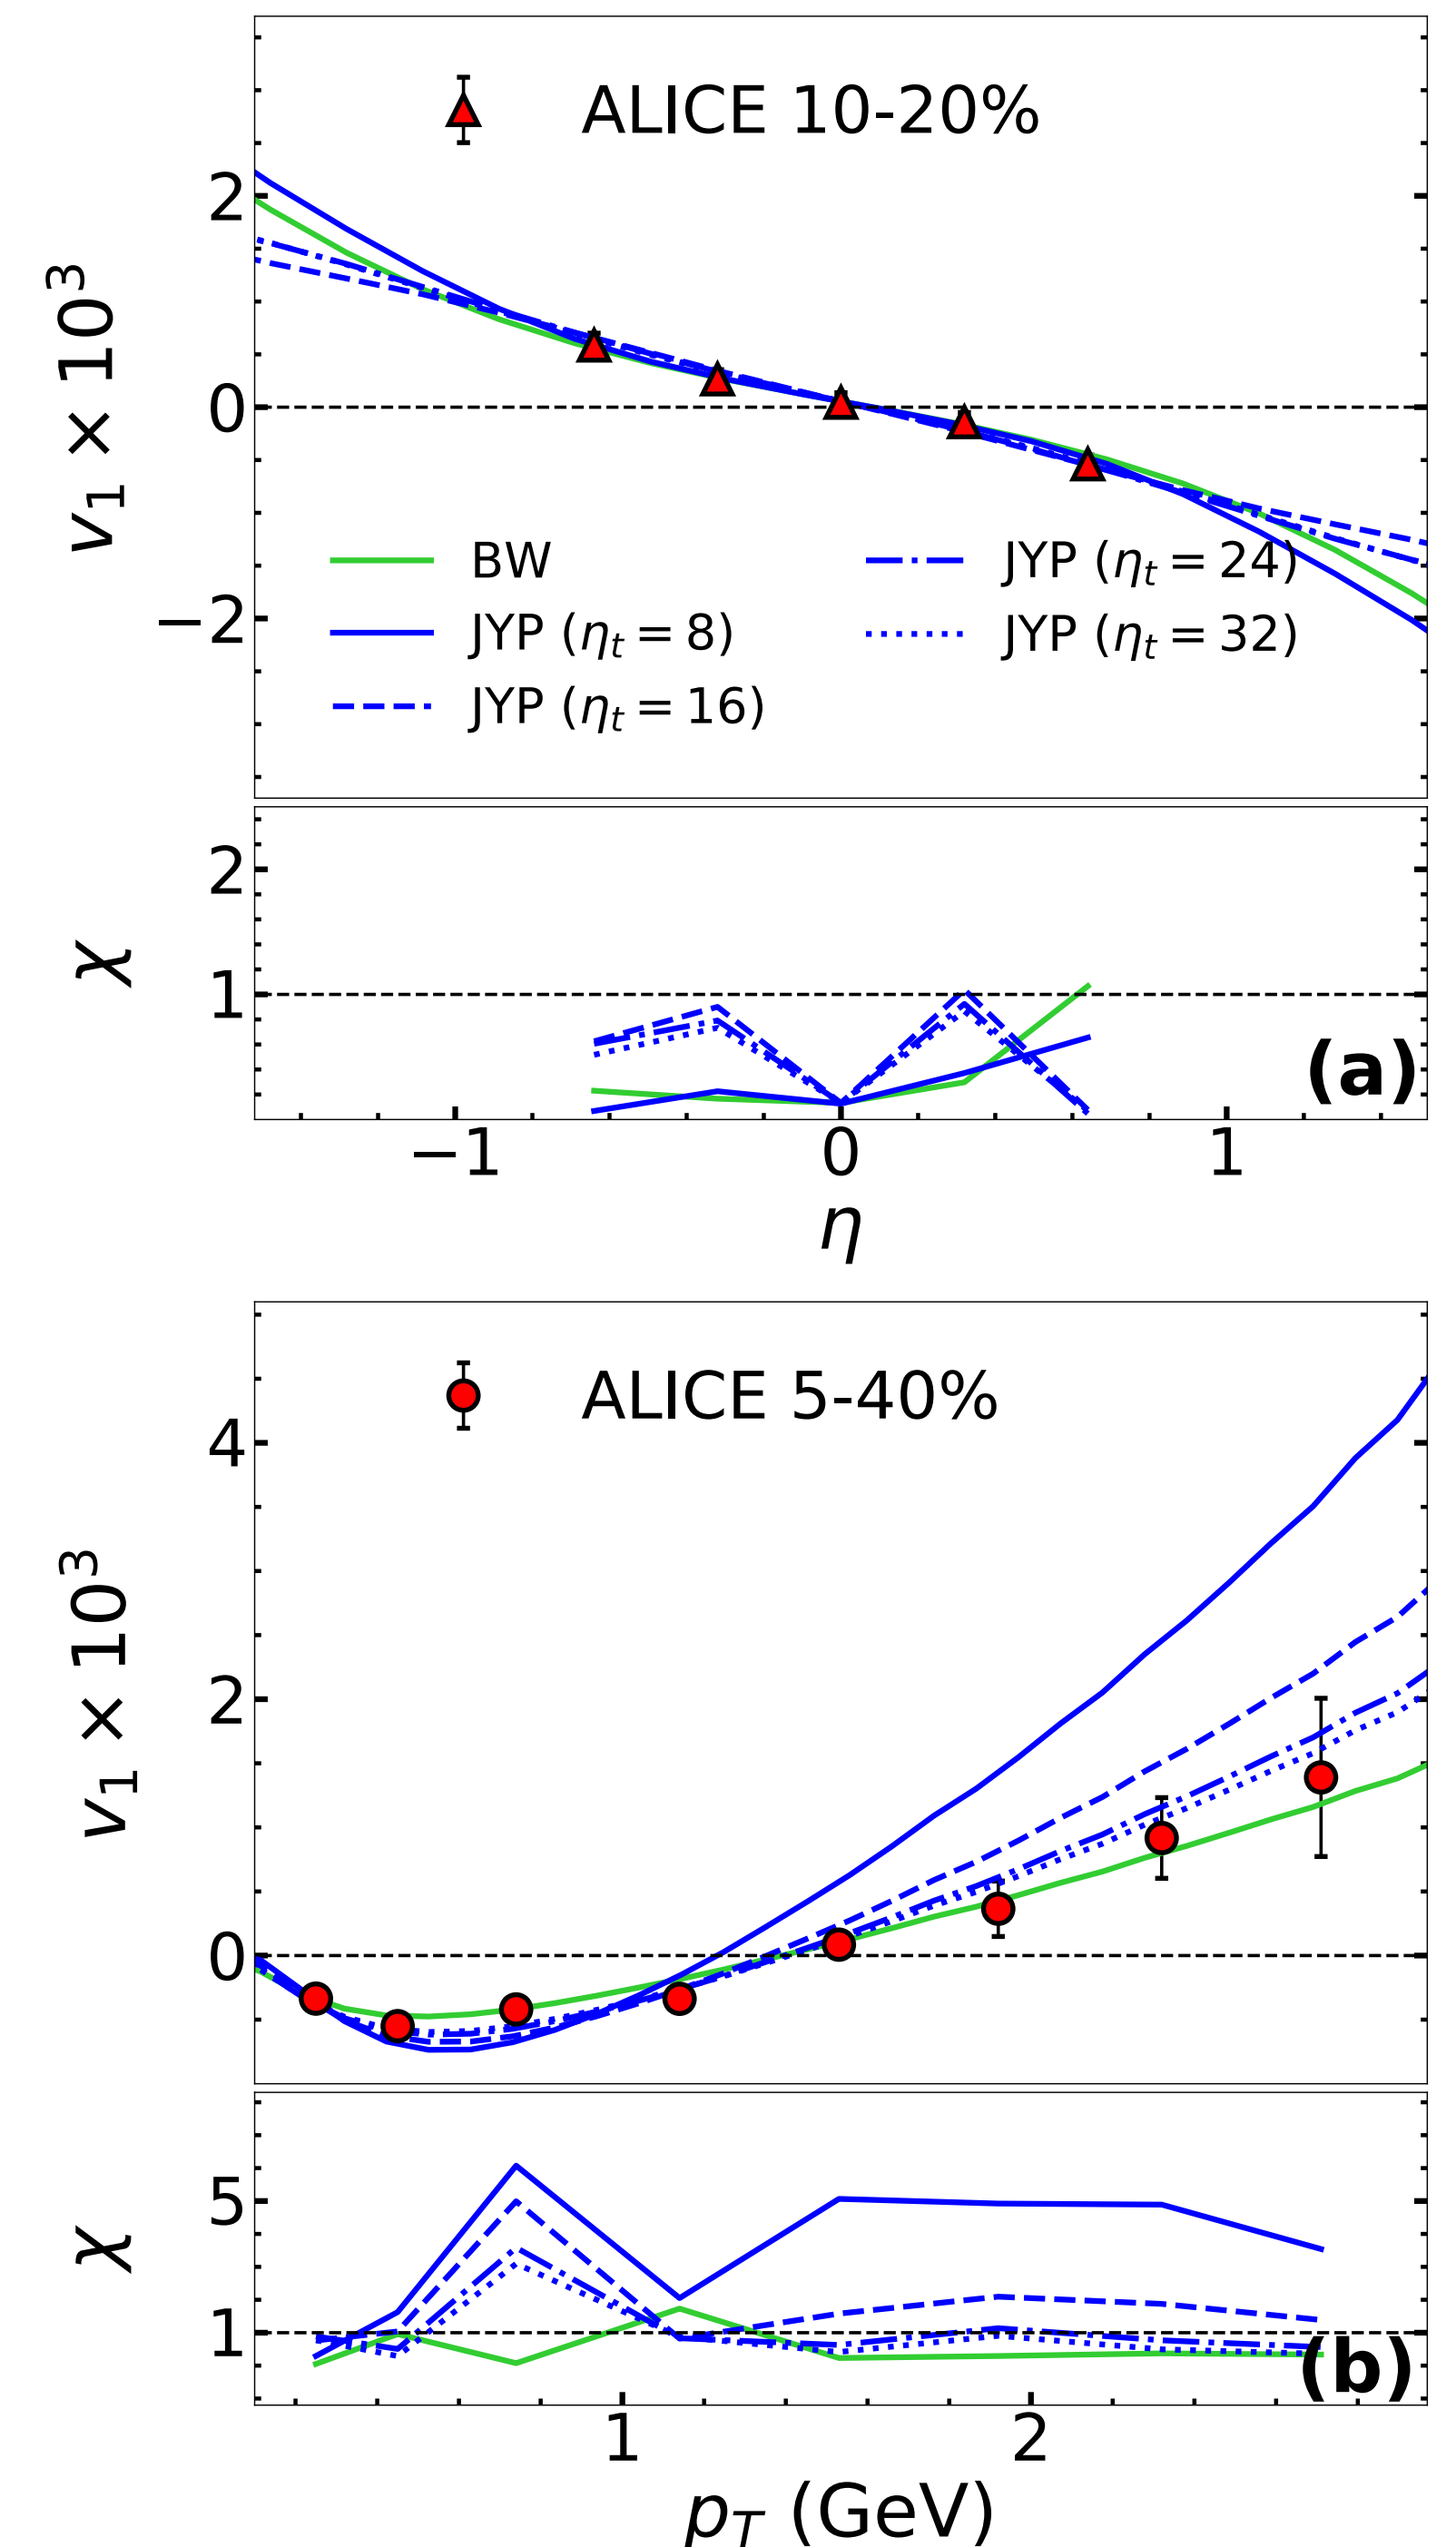 ALICE 10-20%
2
0
−2
v₁ × 10³
BW
JYP (ηₜ = 8)
JYP (ηₜ = 16)
JYP (ηₜ = 24)
JYP (ηₜ = 32)
2
1
χ
(a)
−1 0 1
η
ALICE 5-40%
4
2
0
v₁ × 10³
5
1
χ
(b)
1 2
p_T (GeV)